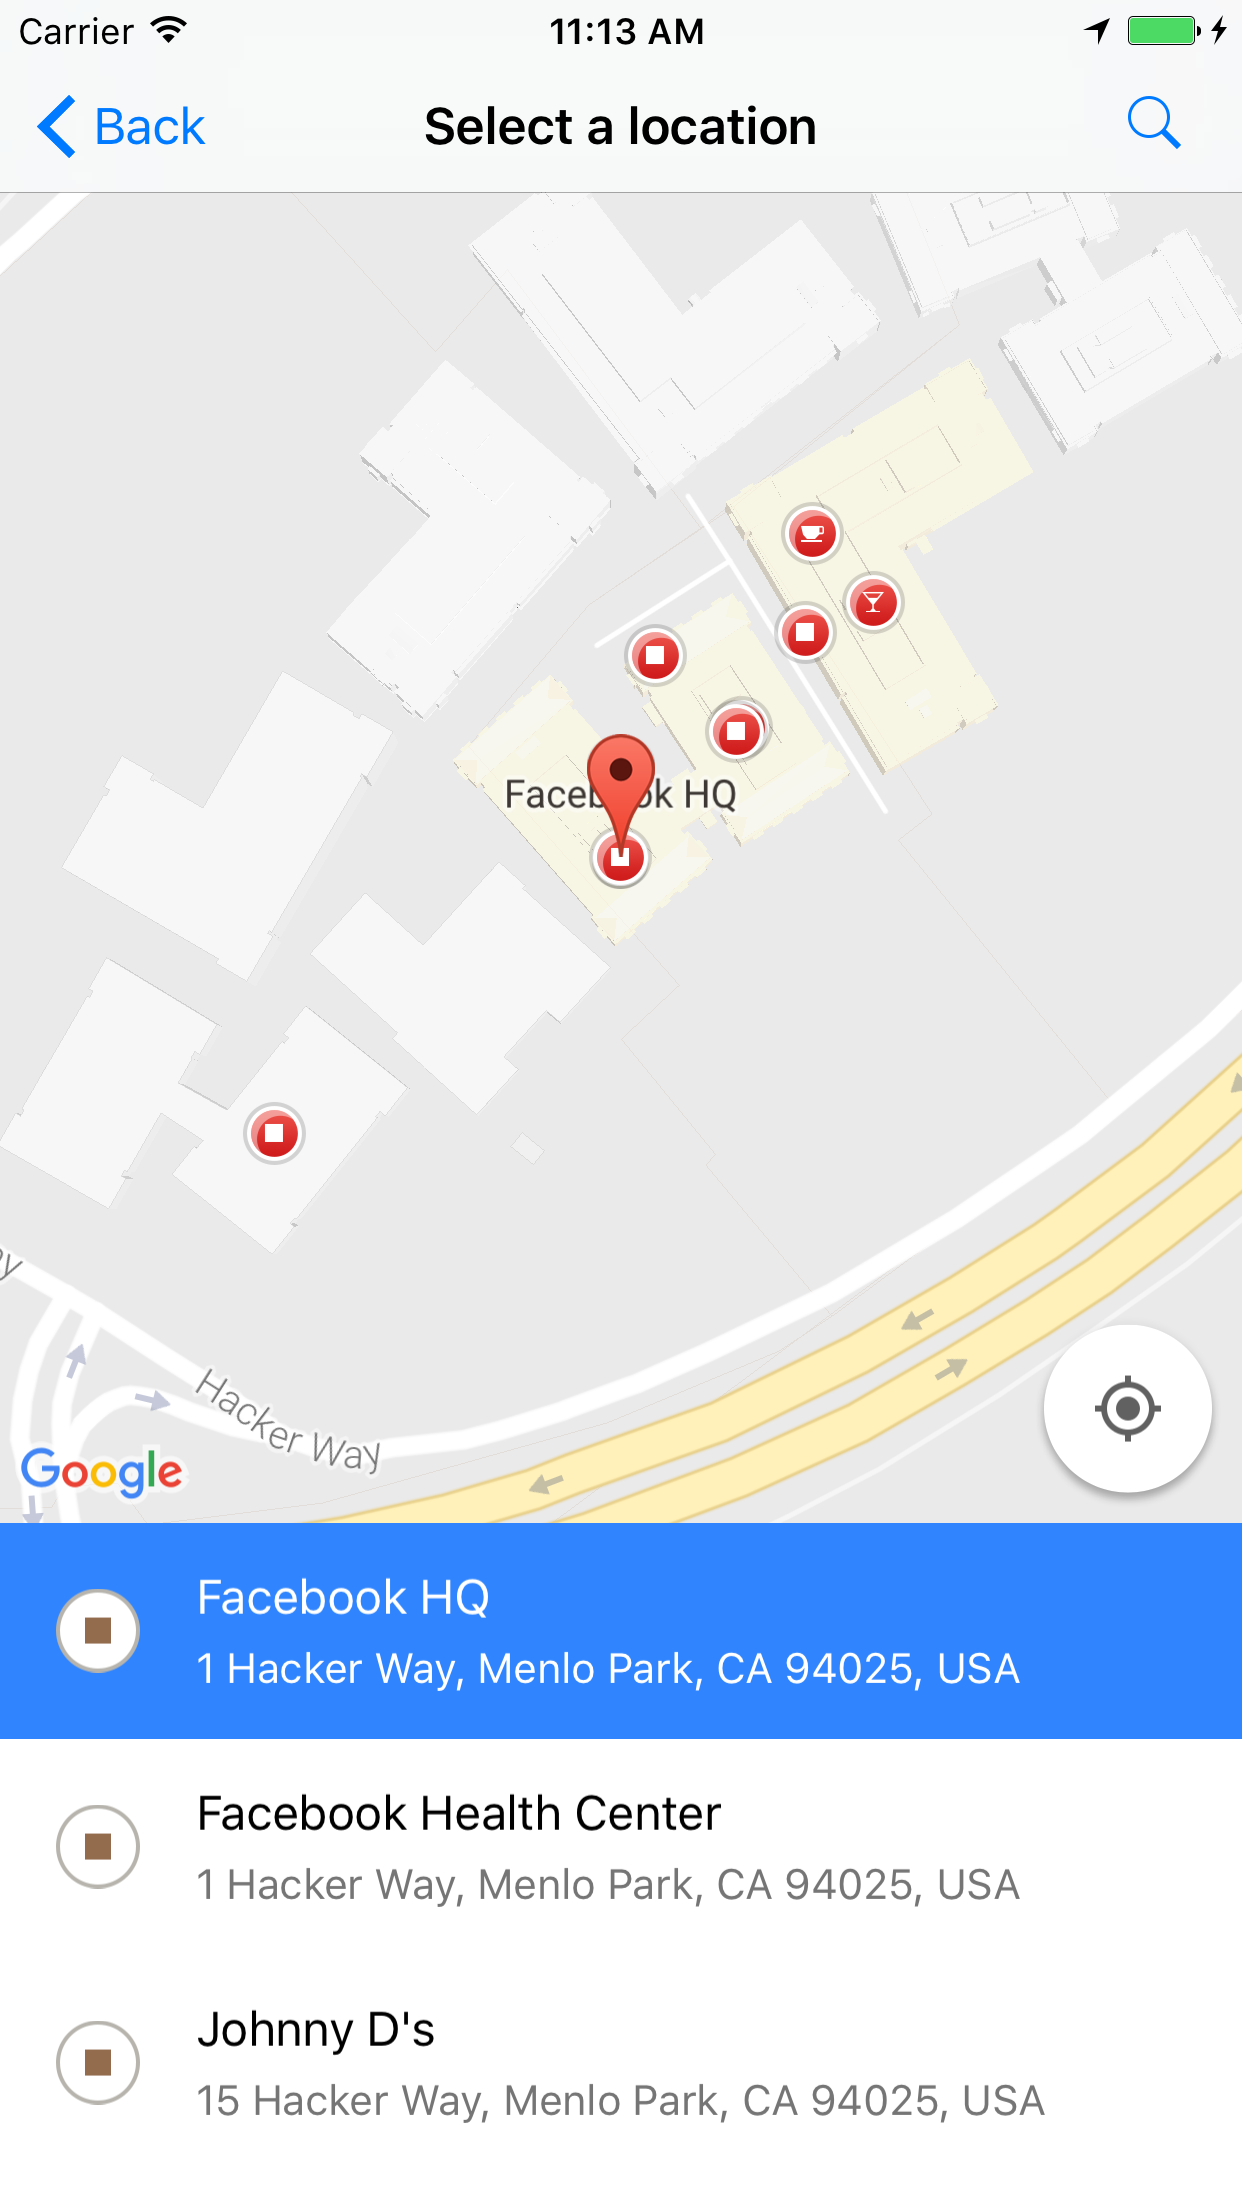 Carrier 11:13 AM
Back Select a location
Facebook HQ
Hacker Way
Google
Facebook HQ
1 Hacker Way, Menlo Park, CA 94025, USA
Facebook Health Center
1 Hacker Way, Menlo Park, CA 94025, USA
Johnny D's
15 Hacker Way, Menlo Park, CA 94025, USA